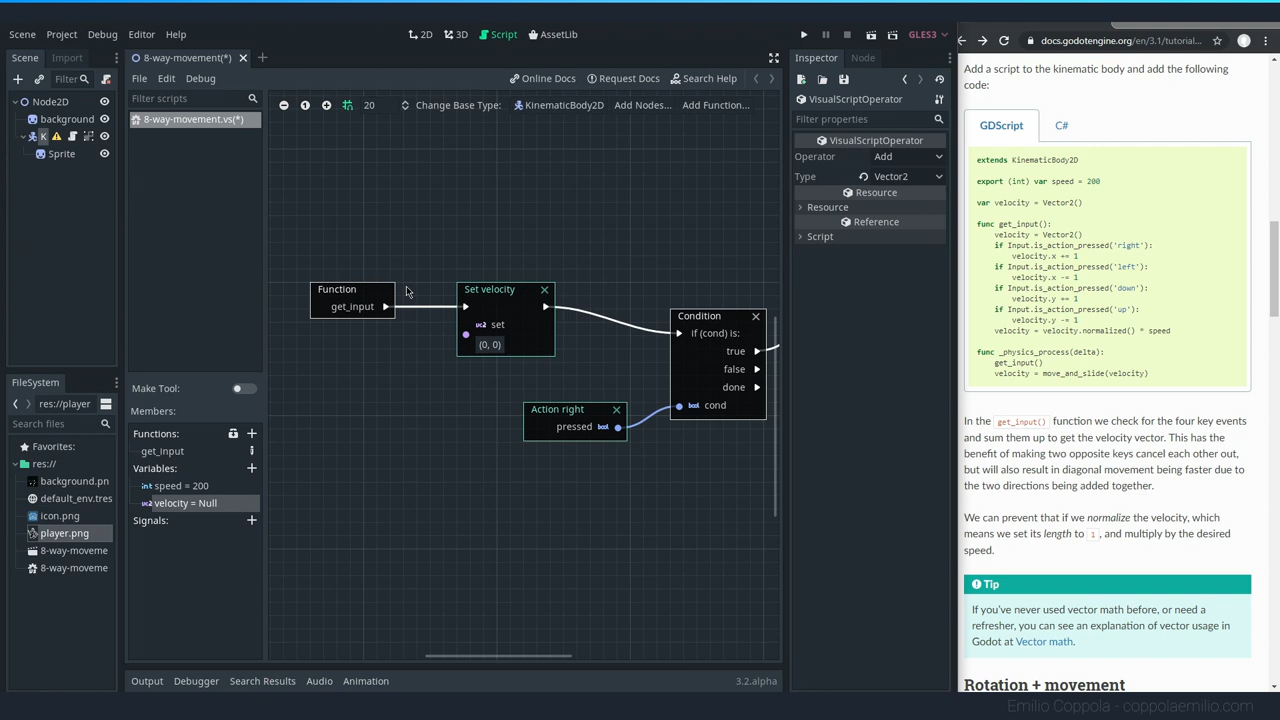 Scene Project Debug Editor Help
2D 3D Script AssetLib
GLES3
docs.godotengine.org/en/3.1/tutorial...
Scene Import
8-way-movement(*)
Inspector Node
Filter
File Edit Debug
Online Docs Request Docs Search Help
Filter scripts
20 Change Base Type: KinematicBody2D Add Nodes... Add Function...
VisualScriptOperator
Node2D
background
K
Sprite
8-way-movement.vs(*)
Filter properties
VisualScriptOperator
Operator Add
Type Vector2
Resource
Resource
Reference
Script
Function
get_input
Set velocity
set
(0, 0)
Condition
if (cond) is:
true
false
done
cond
Action right
pressed
FileSystem
res://player
Search files
Favorites:
res://
background.pn
default_env.tres
icon.png
player.png
8-way-moveme
8-way-moveme
Make Tool:
Members:
Functions:
get_input
Variables:
speed = 200
velocity = Null
Signals:
Output Debugger Search Results Audio Animation
3.2.alpha
Add a script to the kinematic body and add the following
code:
GDScript C#
extends KinematicBody2D
export (int) var speed = 200
var velocity = Vector2()
func get_input():
velocity = Vector2()
if Input.is_action_pressed('right'):
velocity.x += 1
if Input.is_action_pressed('left'):
velocity.x -= 1
if Input.is_action_pressed('down'):
velocity.y += 1
if Input.is_action_pressed('up'):
velocity.y -= 1
velocity = velocity.normalized() * speed
func _physics_process(delta):
get_input()
velocity = move_and_slide(velocity)
In the get_input() function we check for the four key events
and sum them up to get the velocity vector. This has the
benefit of making two opposite keys cancel each other out,
but will also result in diagonal movement being faster due to
the two directions being added together.
We can prevent that if we normalize the velocity, which
means we set its length to 1 , and multiply by the desired
speed.
Tip
If you've never used vector math before, or need a
refresher, you can see an explanation of vector usage in
Godot at Vector math.
Rotation + movement
Emilio Coppola - coppolaemilio.com